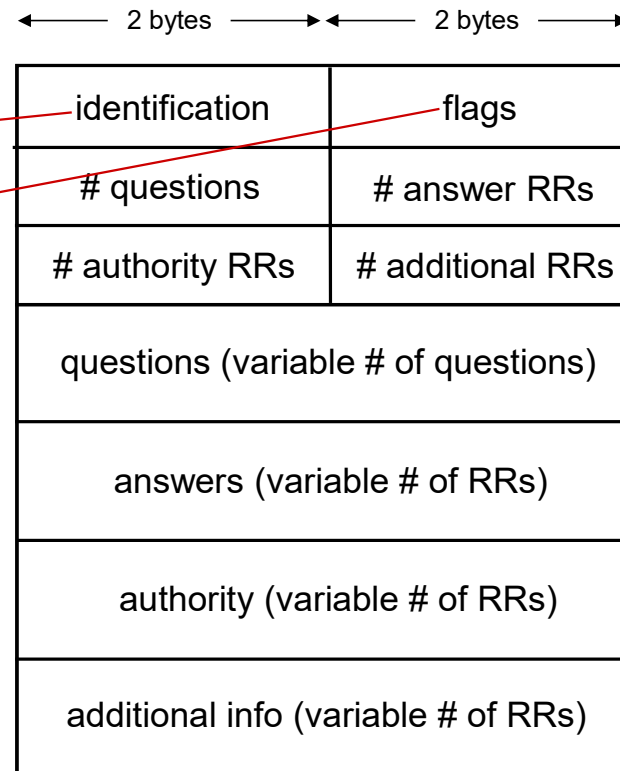 2 bytes 2 bytes
identification flags
# questions # answer RRs
# authority RRs # additional RRs
questions (variable # of questions)
answers (variable # of RRs)
authority (variable # of RRs)
additional info (variable # of RRs)